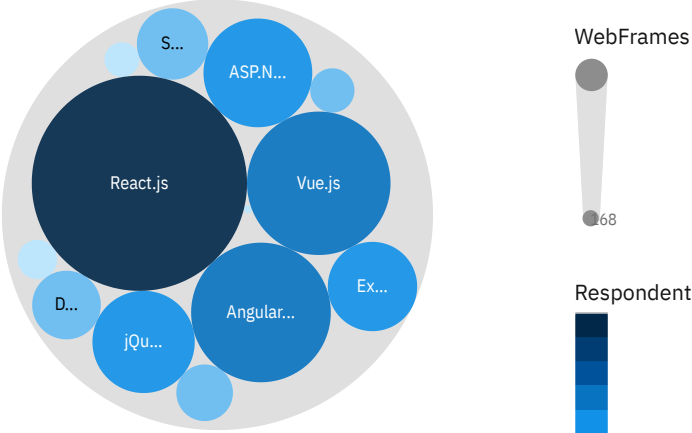 S...
ASP.N...
React.js
Vue.js
Ex...
D...
Angular...
jQu...
WebFrames
168
Respondent